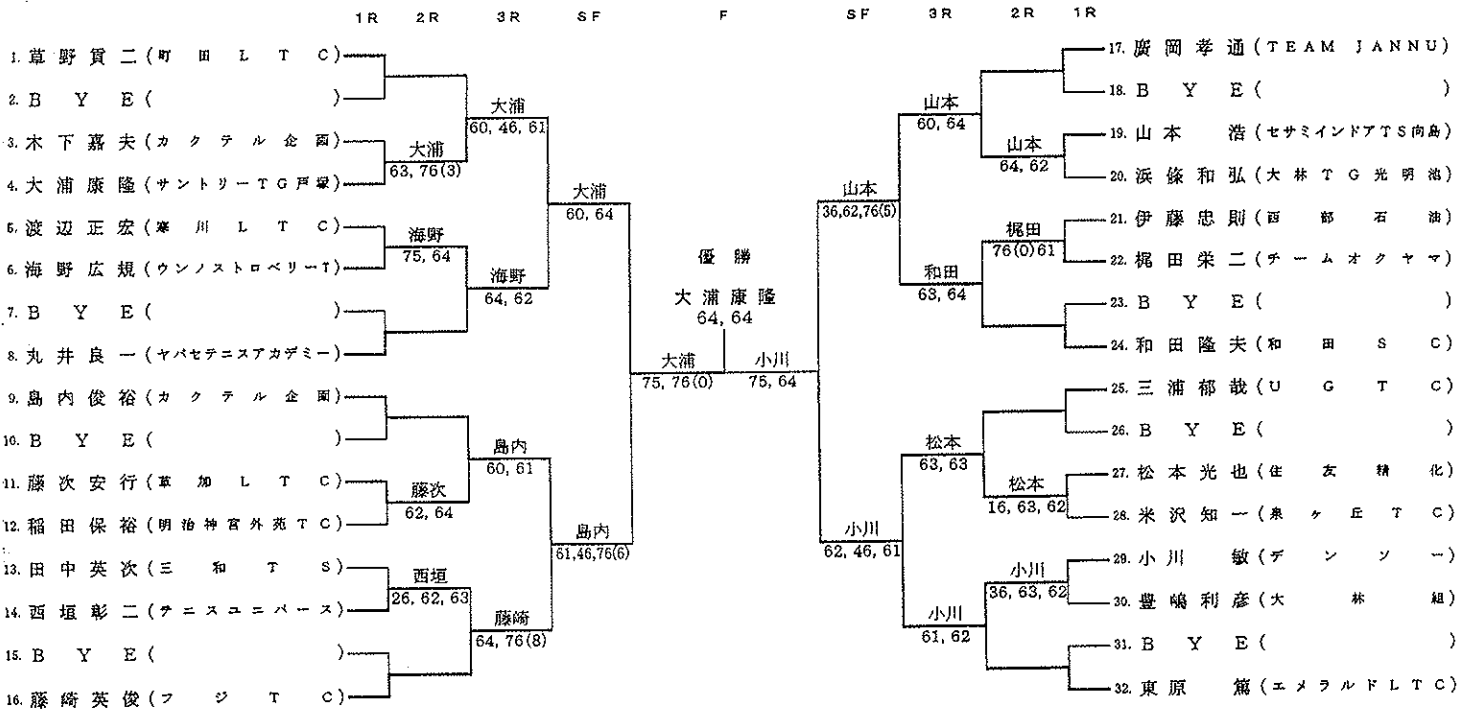 1R 2R 3R SF F SF 3R 2R 1R
1. 草野貢二(町田LTC)
2. BYE( )
3. 木下嘉夫(カクテル企画)
4. 大浦康隆(サントリーTG戸塚)
5. 渡辺正宏(寒川LTC)
6. 海野広規(ウンノストロベリーT)
7. BYE( )
8. 丸井良一(ヤバセテニスアカデミー)
9. 島内俊裕(カクテル企画)
10. BYE( )
11. 藤次安行(草加LTC)
12. 稲田保裕(明治神宮外苑TC)
13. 田中英次(三和TS)
14. 西垣彰二(テニスユニバース)
15. BYE( )
16. 藤崎英俊(フジTC)
大浦
63, 76(3)
海野
75, 64
藤次
62, 64
西垣
26, 62, 63
大浦
60, 46, 61
海野
64, 62
島内
60, 61
藤崎
64, 76(8)
大浦
60, 64
島内
61,46,76(6)
大浦
75, 76(0)
優勝
大浦康隆
64, 64
小川
75, 64
山本
36,62,76(5)
小川
62, 46, 61
山本
60, 64
和田
63, 64
松本
63, 63
小川
61, 62
山本
64, 62
梶田
76(0)61
松本
16, 63, 62
小川
36, 63, 62
17. 廣岡孝通(TEAM JANNU)
18. BYE( )
19. 山本 浩(セサミインドアTS向島)
20. 浜條和弘(大林TG光明池)
21. 伊藤忠則(西部石油)
22. 梶田栄二(チームオクヤマ)
23. BYE( )
24. 和田隆夫(和田SC)
25. 三浦郁哉(UGTC)
26. BYE( )
27. 松本光也(住友精化)
28. 米沢知一(泉ヶ丘TC)
29. 小川 敏(デンソー)
30. 豊嶋利彦(大林組)
31. BYE( )
32. 東原 篤(エメラルドLTC)